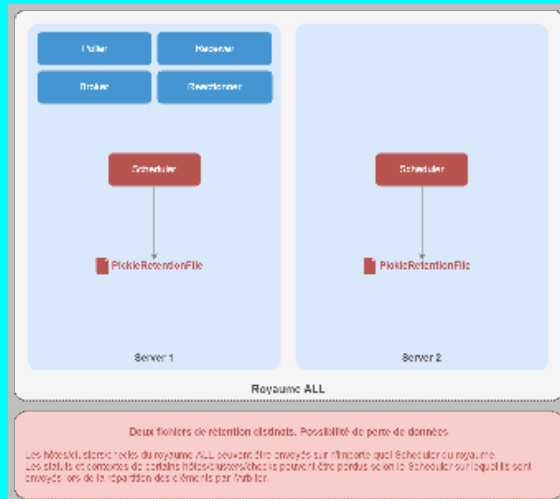 Poller Receiver
Broker Reactionner
Scheduler Scheduler
PickleRetentionFile PickleRetentionFile
Server 1 Server 2
Royaume ALL
Deux fichiers de rétention distincts. Possibilité de perte de données
Les hôtes/clusters/checks du royaume ALL peuvent être envoyés sur n'importe quel Scheduler du royaume.
Les statuts et contextes de certains hôtes/clusters/checks peuvent être perdus selon le Scheduler sur lequel ils sont
envoyés lors de la répartition des éléments par l'Arbiter.